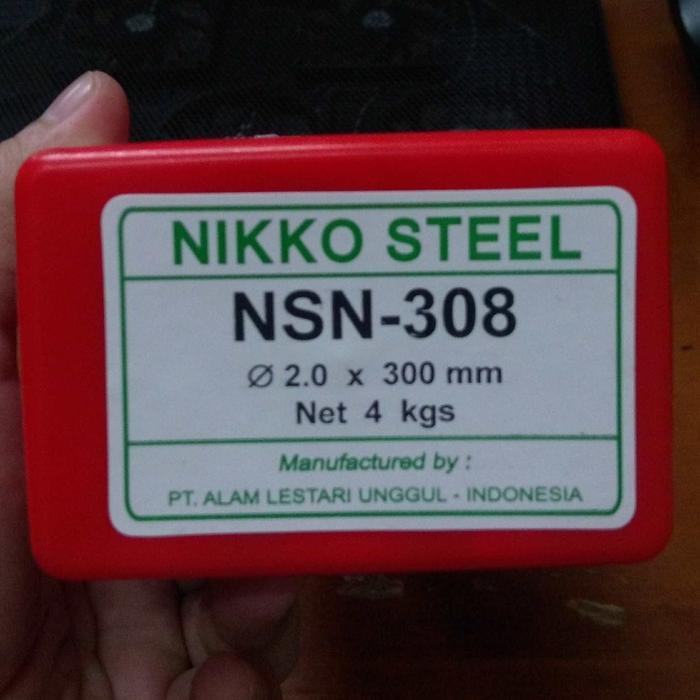 NIKKO STEEL
NSN-308
∅ 2.0 x 300 mm
Net 4 kgs
Manufactured by :
PT. ALAM LESTARI UNGGUL - INDONESIA